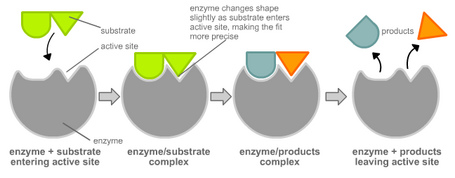 substrate
active site
enzyme
enzyme + substrate
entering active site
enzyme changes shape
slightly as substrate enters
active site, making the fit
more precise
enzyme/substrate
complex
enzyme/products
complex
products
enzyme + products
leaving active site